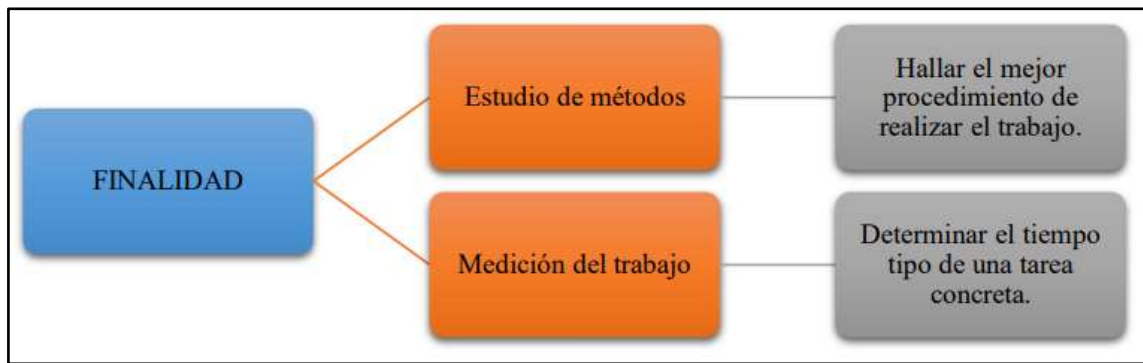 FINALIDAD
Estudio de métodos
Hallar el mejor
procedimiento de
realizar el trabajo.
Medición del trabajo
Determinar el tiempo
tipo de una tarea
concreta.